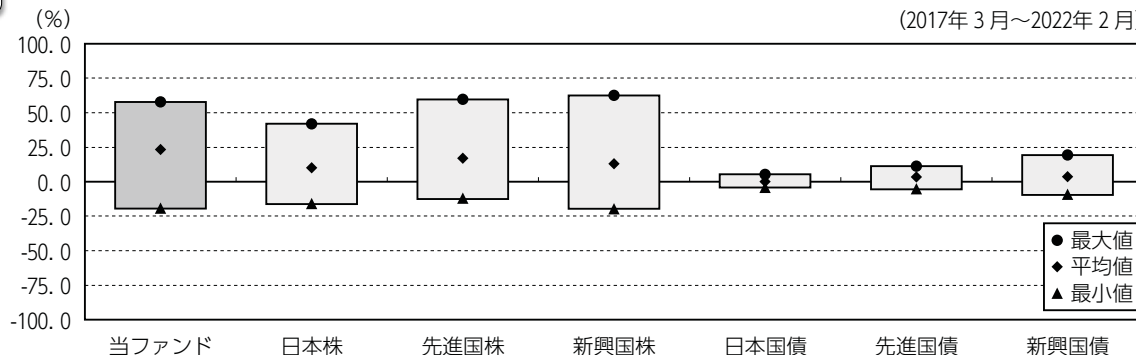 (%)
(2017年3月～2022年2月)
100.0
75.0
50.0
25.0
0.0
-25.0
-50.0
-75.0
-100.0
● 最大値
◆ 平均値
▲ 最小値
当ファンド 日本株 先進国株 新興国株 日本国債 先進国債 新興国債